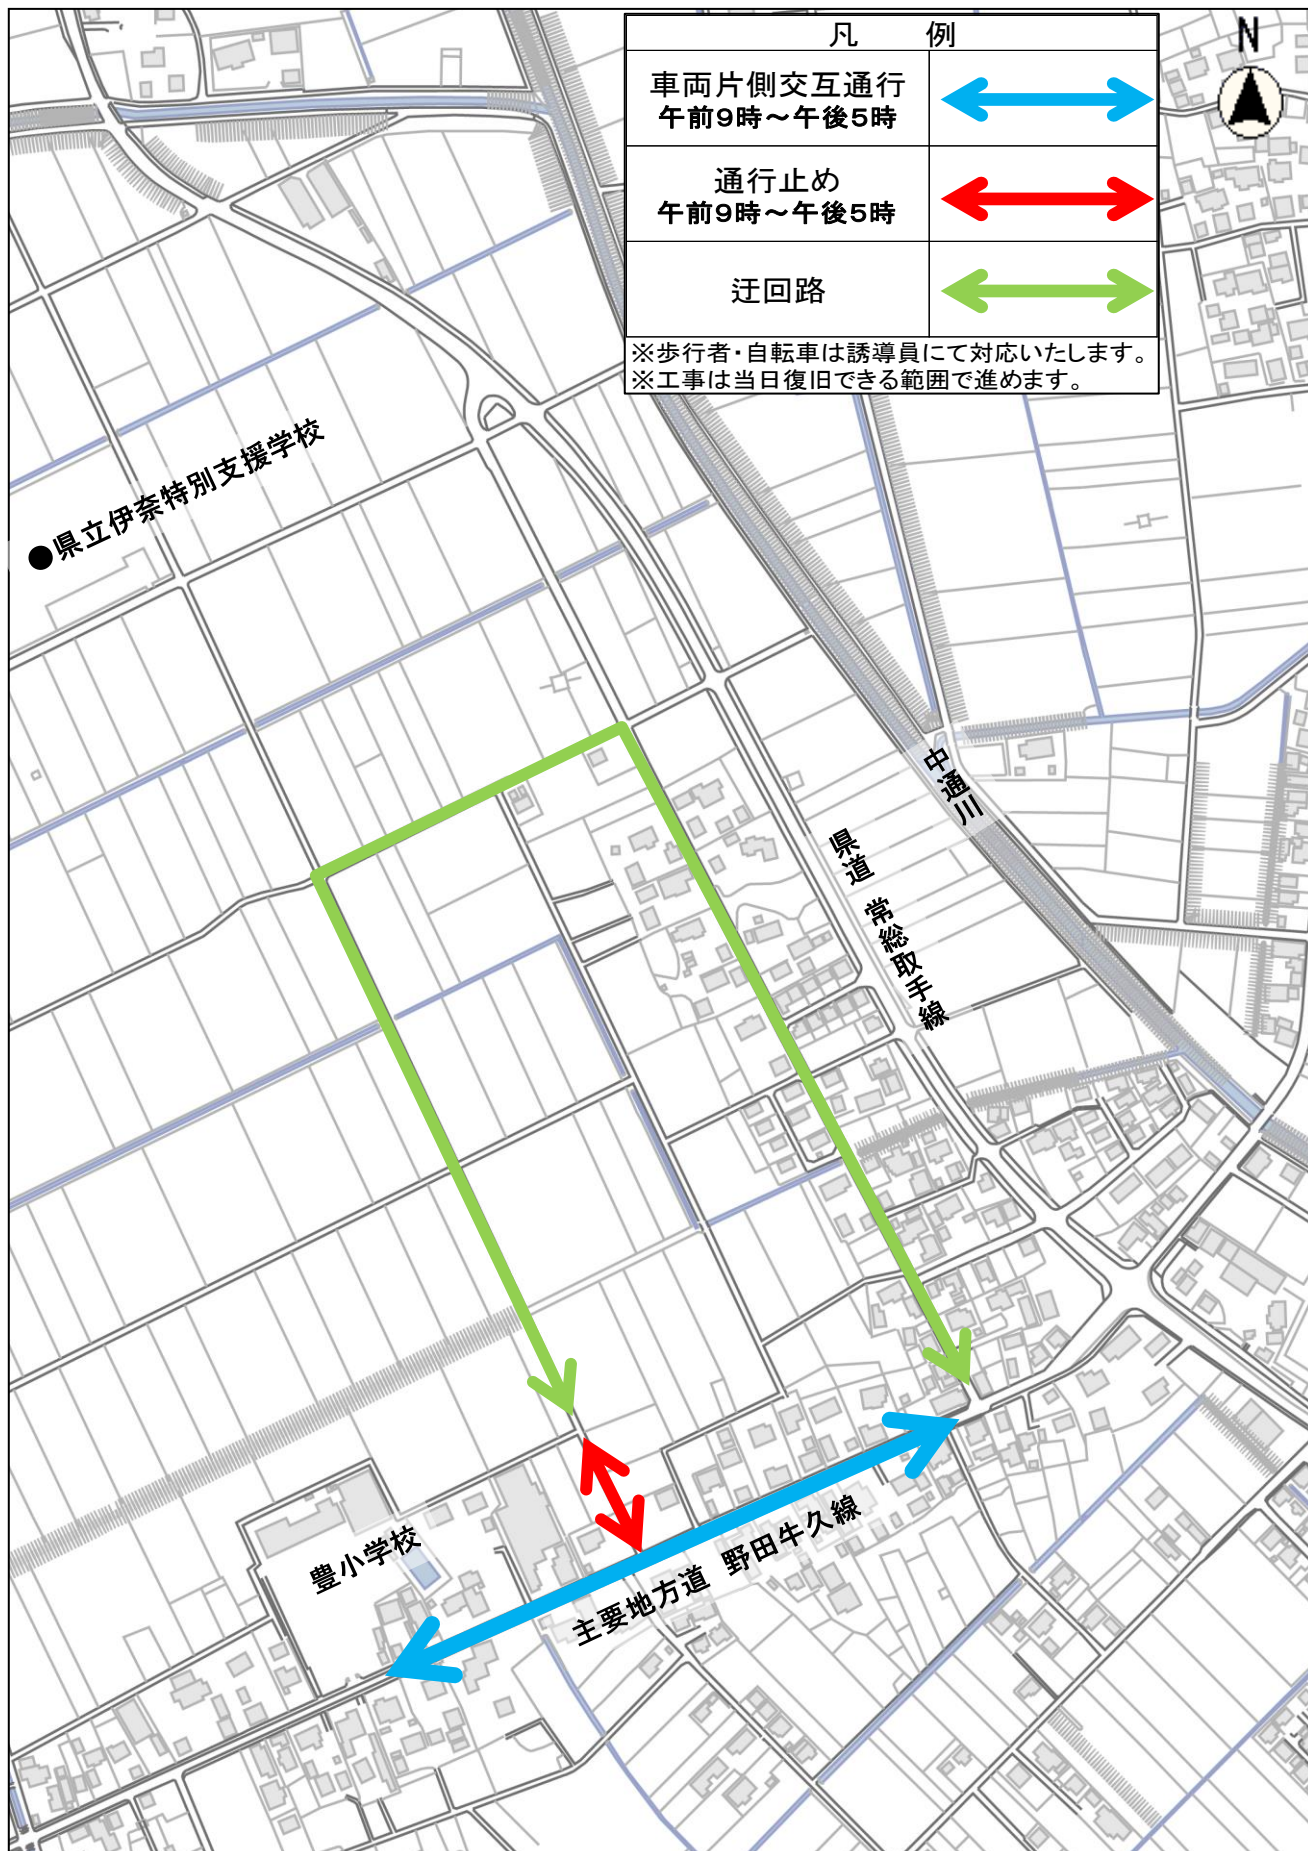 凡 例
N
車両片側交互通行
午前9時～午後5時
通行止め
午前9時～午後5時
迂回路
※歩行者・自転車は誘導員にて対応いたします。
※工事は当日復旧できる範囲で進めます。
●県立伊奈特別支援学校
中通川
県道 常総取手線
豊小学校
主要地方道 野田牛久線